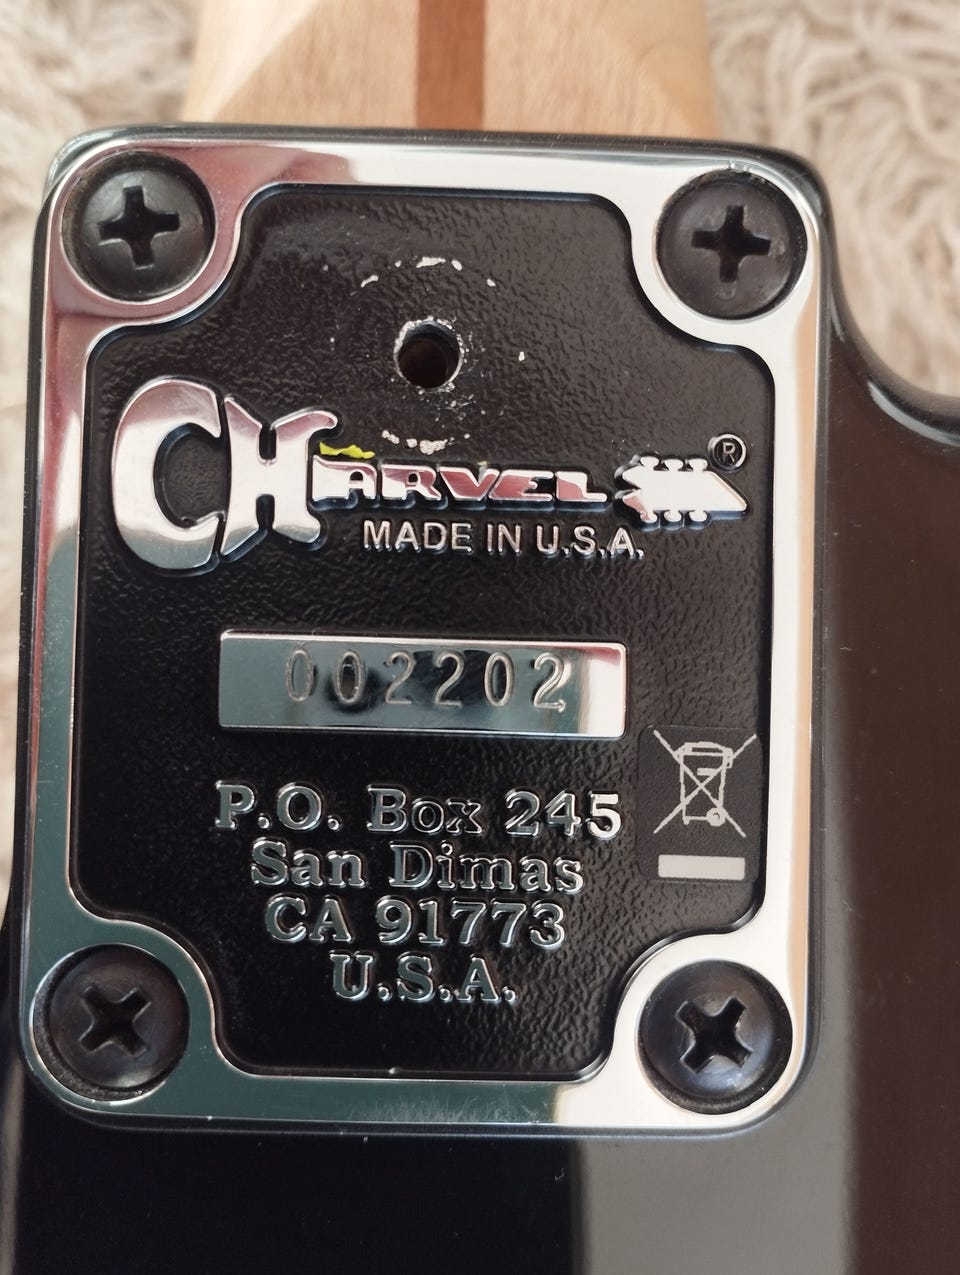 CHARVEL ®
MADE IN U.S.A.
002202
P.O. Box 245
San Dimas
CA 91773
U.S.A.